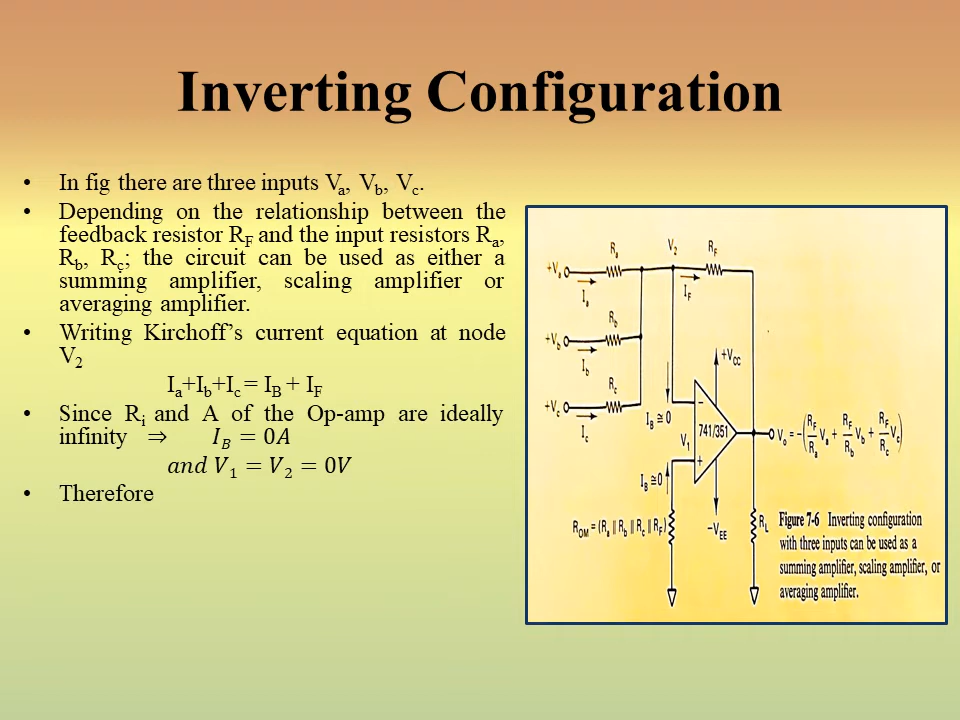 Inverting Configuration
• In fig there are three inputs Va, Vb, Vc.
• Depending on the relationship between the
feedback resistor RF and the input resistors Ra,
Rb, Rc; the circuit can be used as either a
summing amplifier, scaling amplifier or
averaging amplifier.
• Writing Kirchoff's current equation at node
V2
Ia+Ib+Ic = IB + IF
• Since Ri and A of the Op-amp are ideally
infinity ⇒ IB = 0A
and V1 = V2 = 0V
• Therefore
Ra V2 RF
+Va
Ia IF
Rb
+Vb
Ib
+VCC
Rc
+Vc
Ic
IB ≅ 0
−
V1
741/351
+
Vo = −(RF/Ra Va + RF/Rb Vb + RF/Rc Vc)
IB ≅ 0
ROM = (Ra || Rb || Rc || RF)
−VEE
RL
Figure 7-6 Inverting configuration
with three inputs can be used as a
summing amplifier, scaling amplifier, or
averaging amplifier.